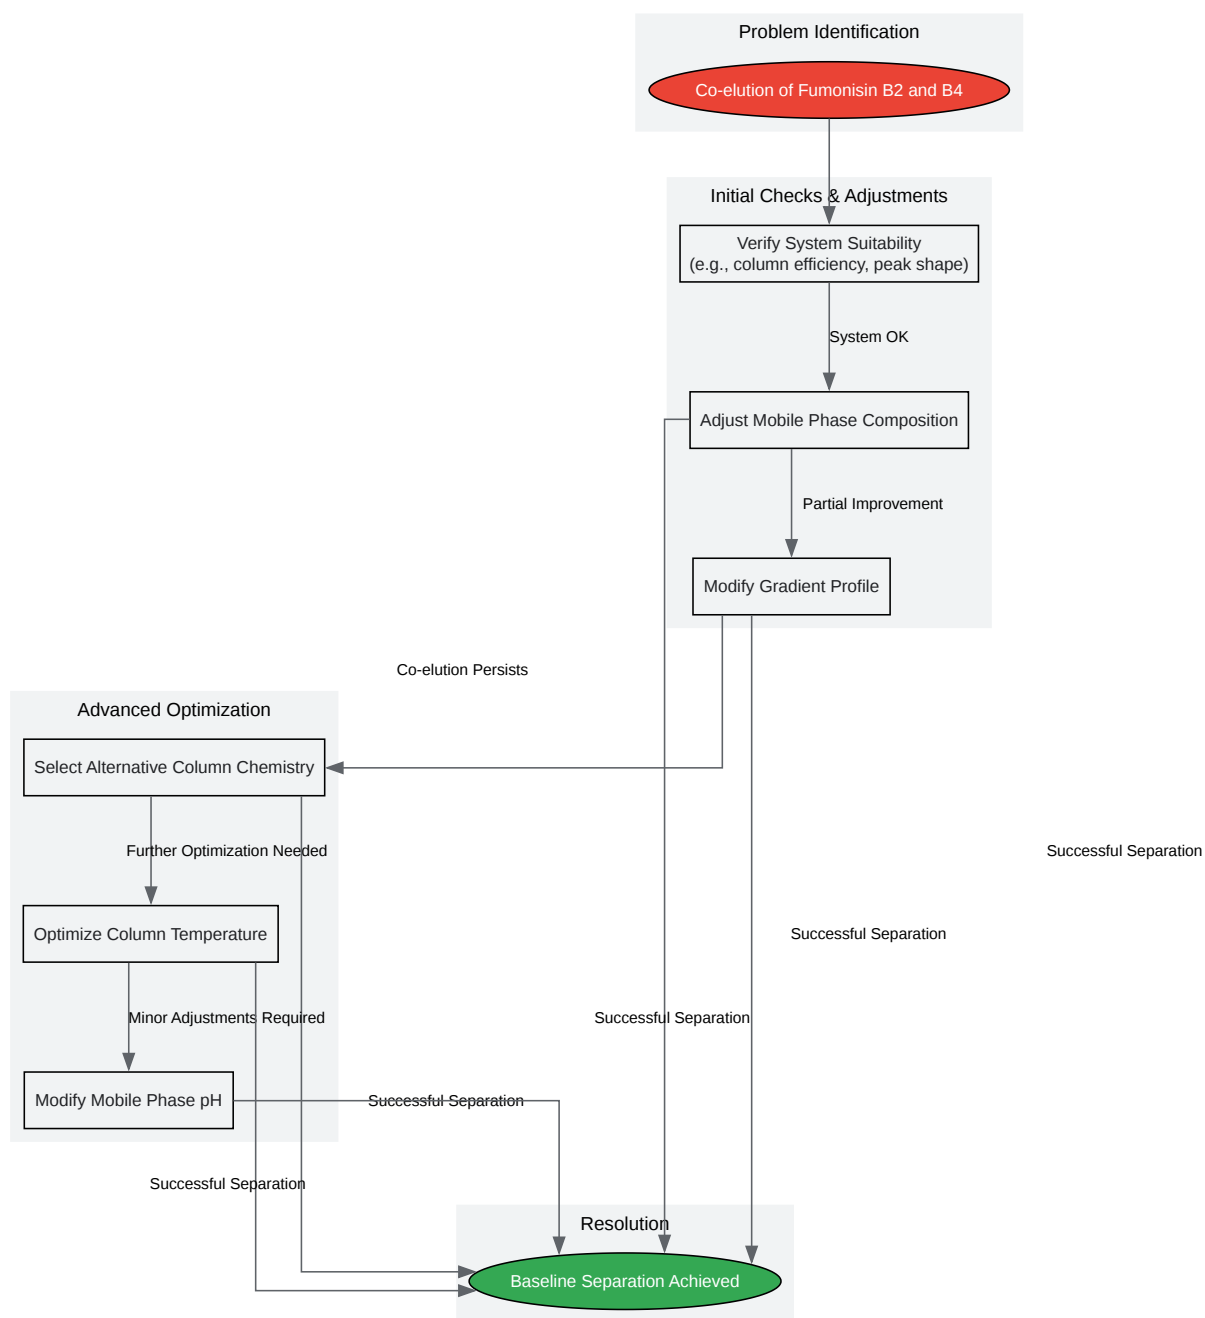 Problem Identification
Co-elution of Fumonisin B2 and B4
Initial Checks & Adjustments
Verify System Suitability
(e.g., column efficiency, peak shape)
System OK
Adjust Mobile Phase Composition
Partial Improvement
Modify Gradient Profile
Co-elution Persists
Advanced Optimization
Select Alternative Column Chemistry
Further Optimization Needed
Successful Separation
Optimize Column Temperature
Successful Separation
Minor Adjustments Required
Successful Separation
Modify Mobile Phase pH
Successful Separation
Successful Separation
Resolution
Baseline Separation Achieved